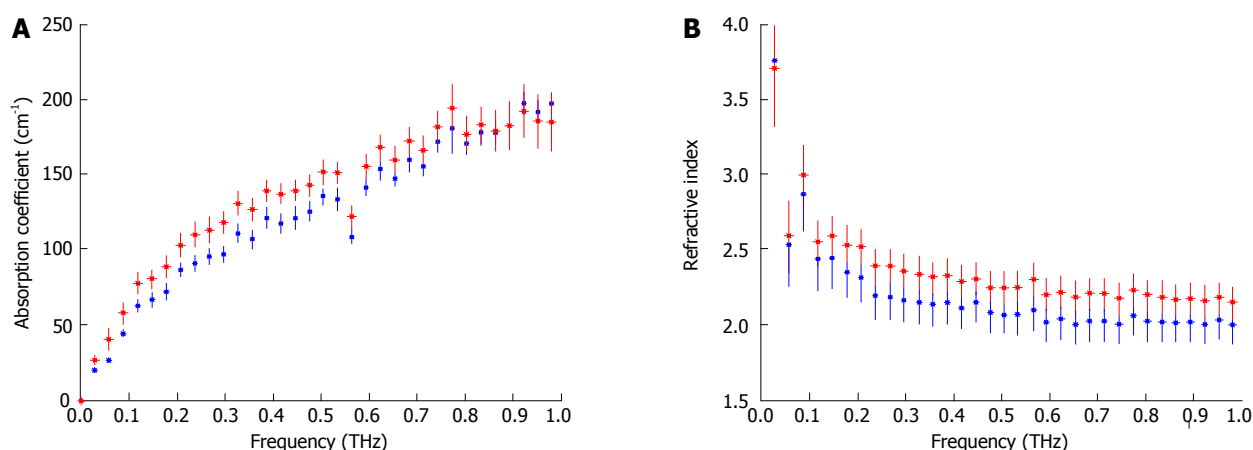 A
Absorption coefficient (cm⁻¹)
250
200
150
100
50
0
0.0 0.1 0.2 0.3 0.4 0.5 0.6 0.7 0.8 0.9 1.0
Frequency (THz)
B
Refractive index
4.0
3.5
3.0
2.5
2.0
1.5
0.0 0.1 0.2 0.3 0.4 0.5 0.6 0.7 0.8 0.9 1.0
Frequency (THz)